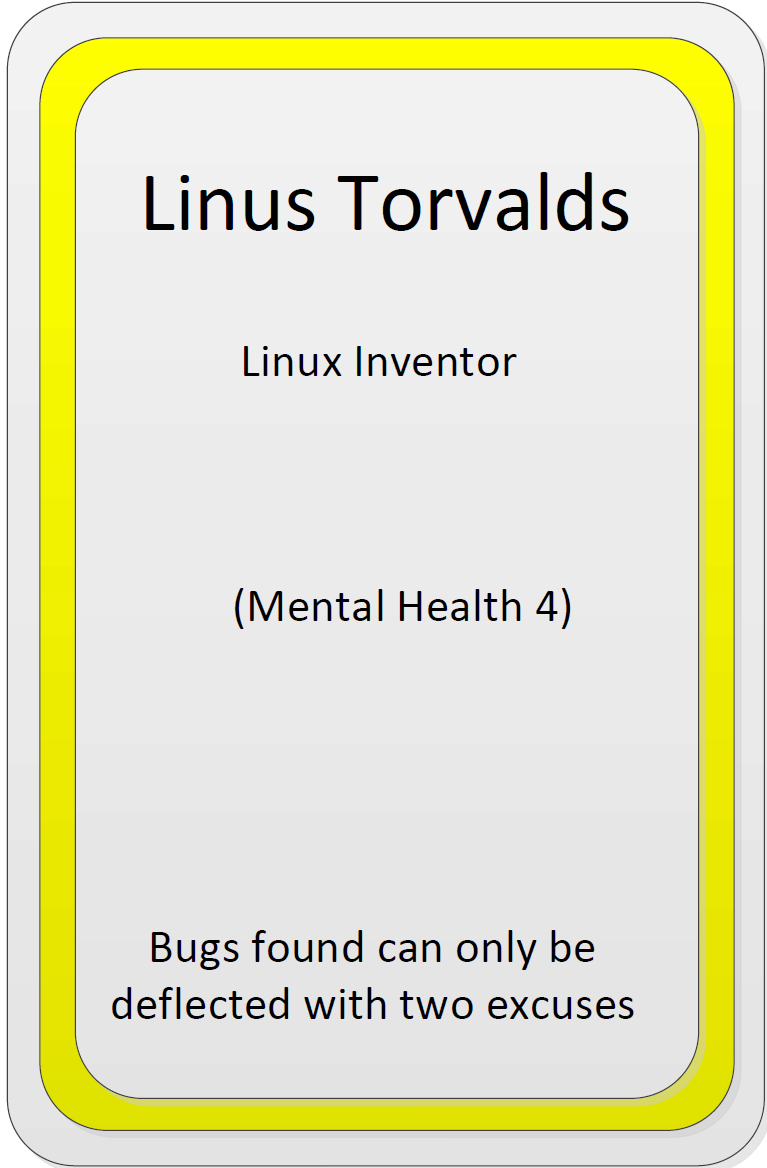 Linus Torvalds
Linux Inventor
(Mental Health 4)
Bugs found can only be
deflected with two excuses